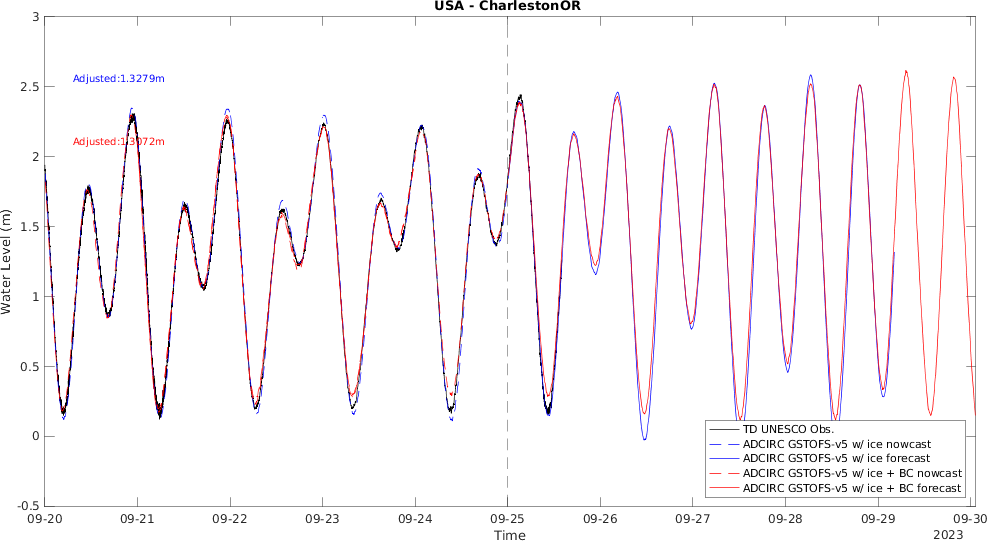 USA - CharlestonOR
3
2.5
2
1.5
1
0.5
0
-0.5
Water Level (m)
Adjusted:1.3279m
Adjusted:1.3072m
TD UNESCO Obs.
ADCIRC GSTOFS-v5 w/ ice nowcast
ADCIRC GSTOFS-v5 w/ ice forecast
ADCIRC GSTOFS-v5 w/ ice + BC nowcast
ADCIRC GSTOFS-v5 w/ ice + BC forecast
09-20 09-21 09-22 09-23 09-24 09-25 09-26 09-27 09-28 09-29 09-30
Time
2023